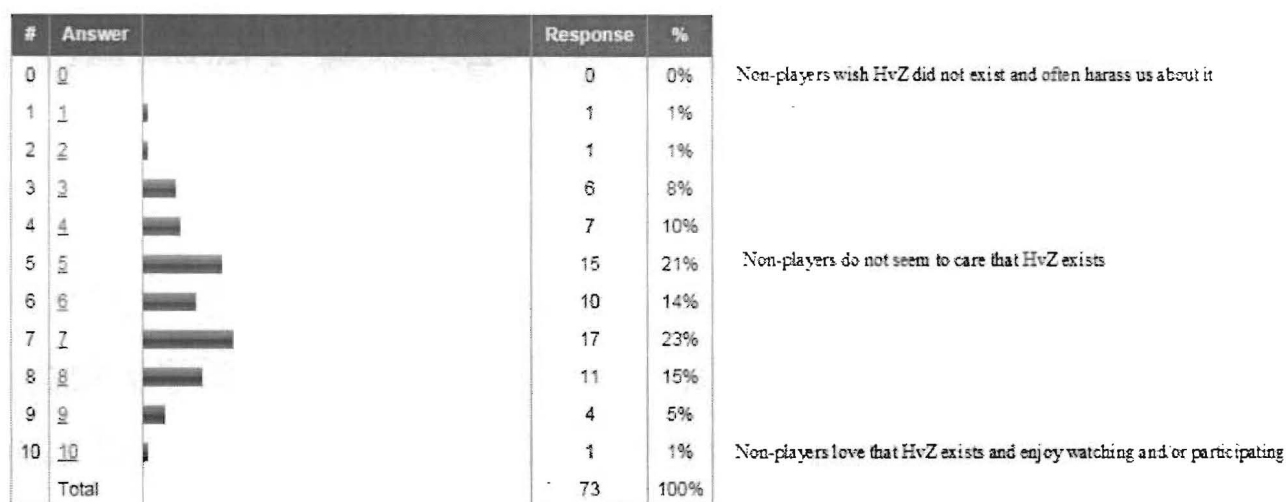 # Answer Response %
0 0 0 0% Non-players wish HvZ did not exist and often harass us about it
1 1 1 1%
2 2 1 1%
3 3 6 8%
4 4 7 10%
5 5 15 21% Non-players do not seem to care that HvZ exists
6 6 10 14%
7 7 17 23%
8 8 11 15%
9 9 4 5%
10 10 1 1% Non-players love that HvZ exists and enjoy watching and/or participating
Total 73 100%